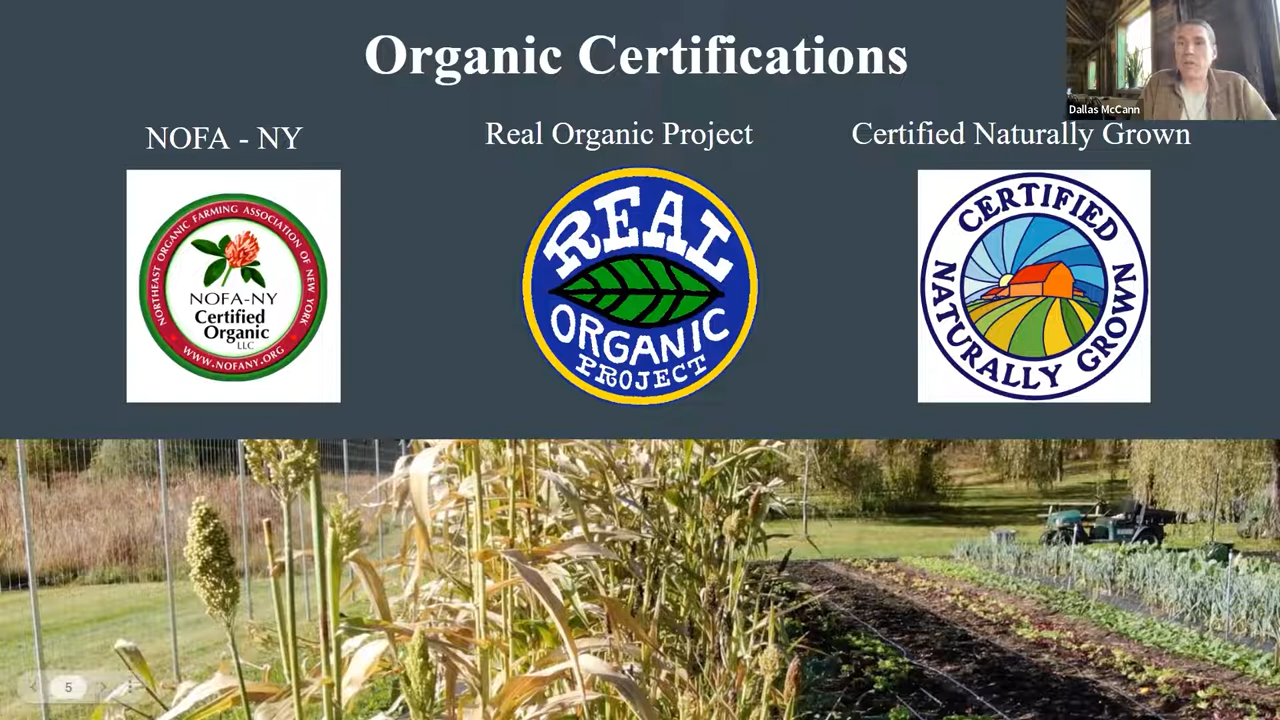 Organic Certifications
Dallas McCann
NOFA - NY
Real Organic Project
Certified Naturally Grown
NORTHEAST ORGANIC FARMING ASSOCIATION OF NEW YORK
NOFA-NY
Certified
Organic
LLC
WWW.NOFANY.ORG
REAL
ORGANIC
PROJECT
CERTIFIED
NATURALLY GROWN
5